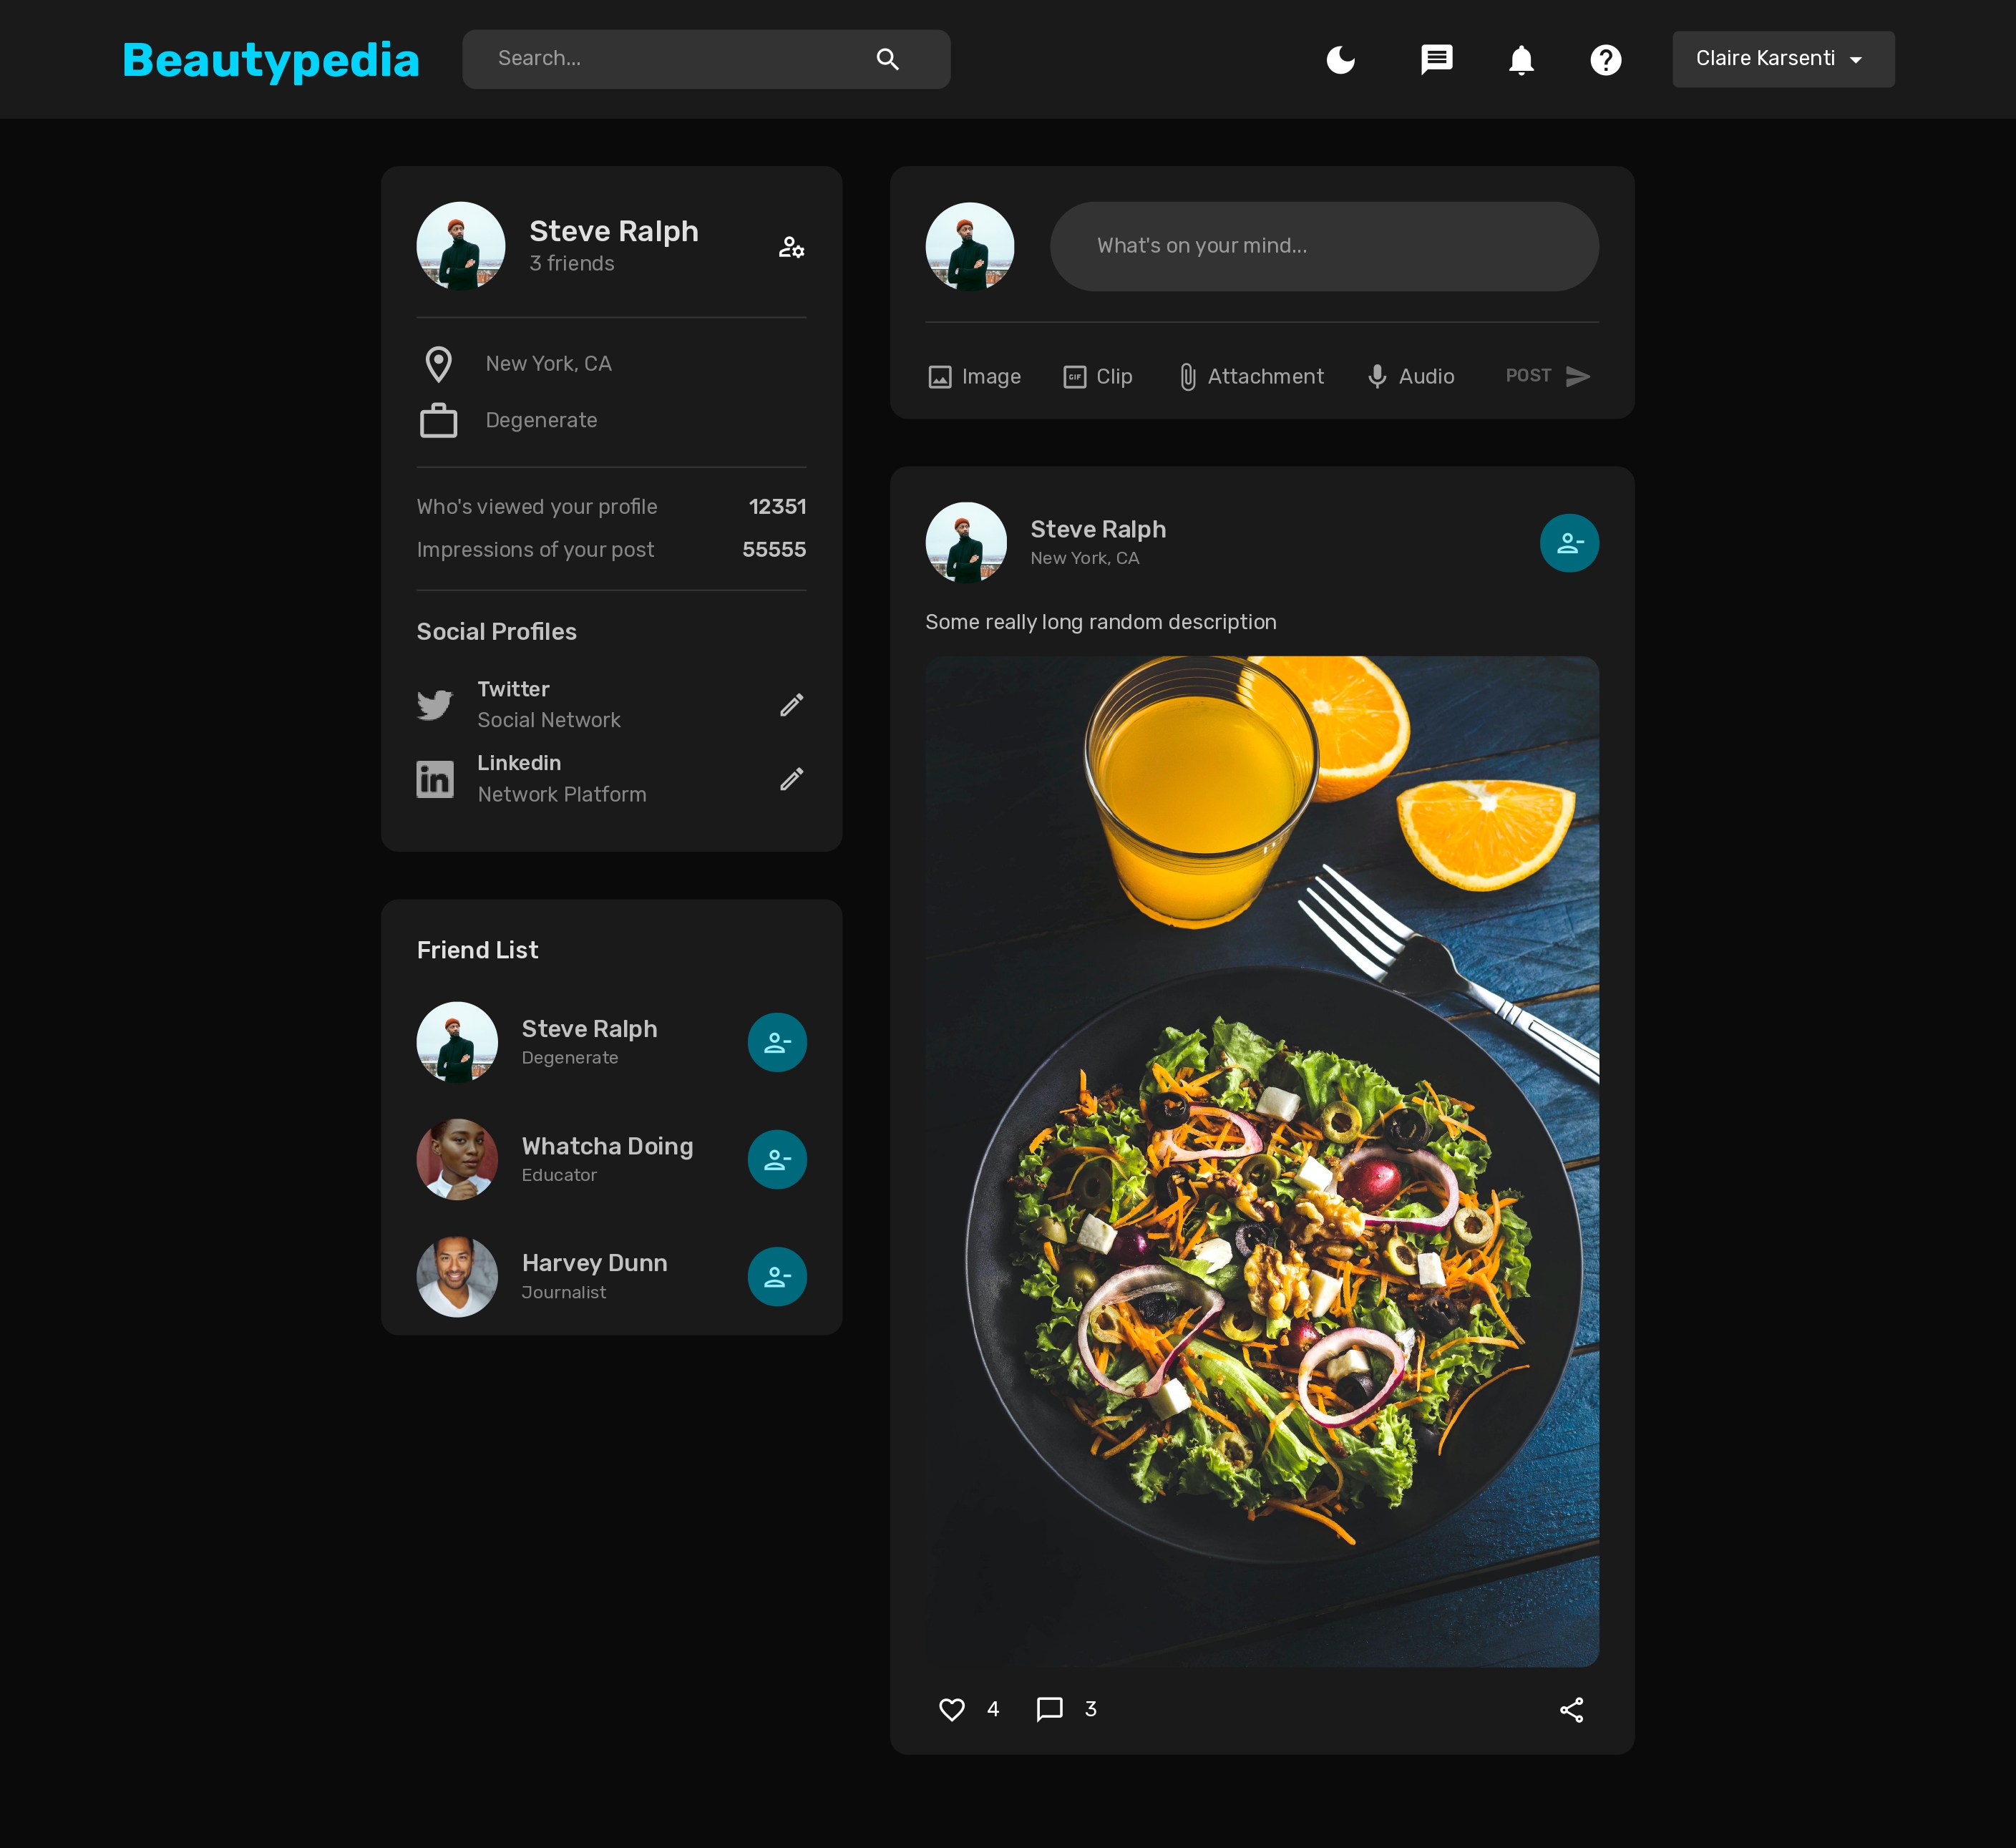 Beautypedia
Search...
Claire Karsenti
Steve Ralph
3 friends
New York, CA
Degenerate
Who's viewed your profile 12351
Impressions of your post 55555
Social Profiles
Twitter
Social Network
Linkedin
Network Platform
Friend List
Steve Ralph
Degenerate
Whatcha Doing
Educator
Harvey Dunn
Journalist
What's on your mind...
Image GIF Clip Attachment Audio POST
Steve Ralph
New York, CA
Some really long random description
4 3